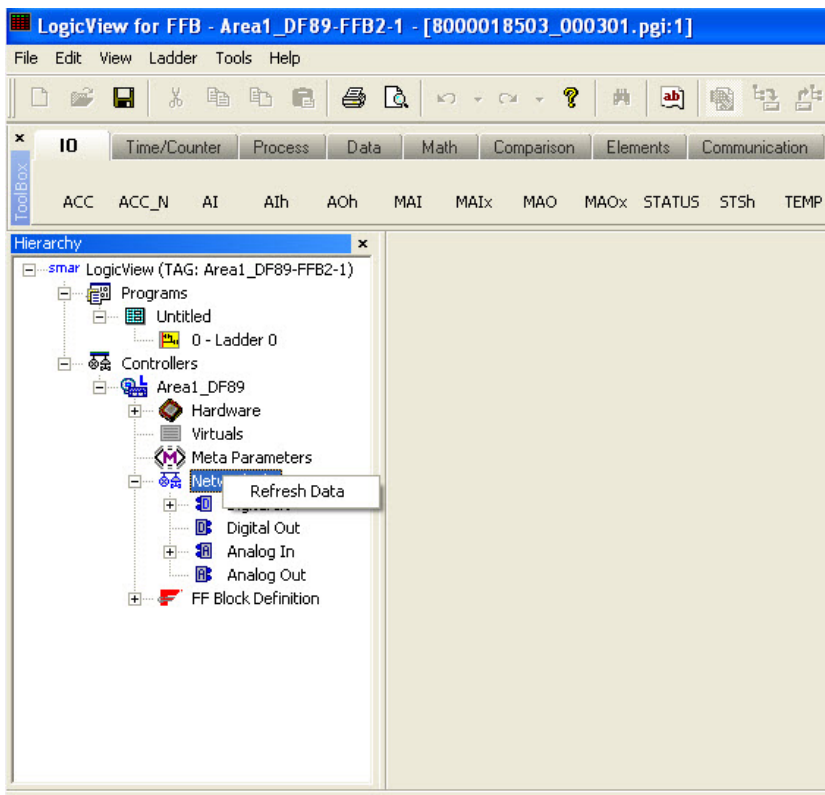 LogicView for FFB - Area1_DF89-FFB2-1 - [8000018503_000301.pgi:1]
File Edit View Ladder Tools Help
ab
IO Time/Counter Process Data Math Comparison Elements Communication
ToolBox
ACC ACC_N AI AIh AOh MAI MAIx MAO MAOx STATUS STSh TEMP
Hierarchy
smar LogicView (TAG: Area1_DF89-FFB2-1)
Programs
Untitled
0 - Ladder 0
Controllers
Area1_DF89
Hardware
Virtuals
Meta Parameters
Refresh Data
Digital Out
Analog In
Analog Out
FF Block Definition